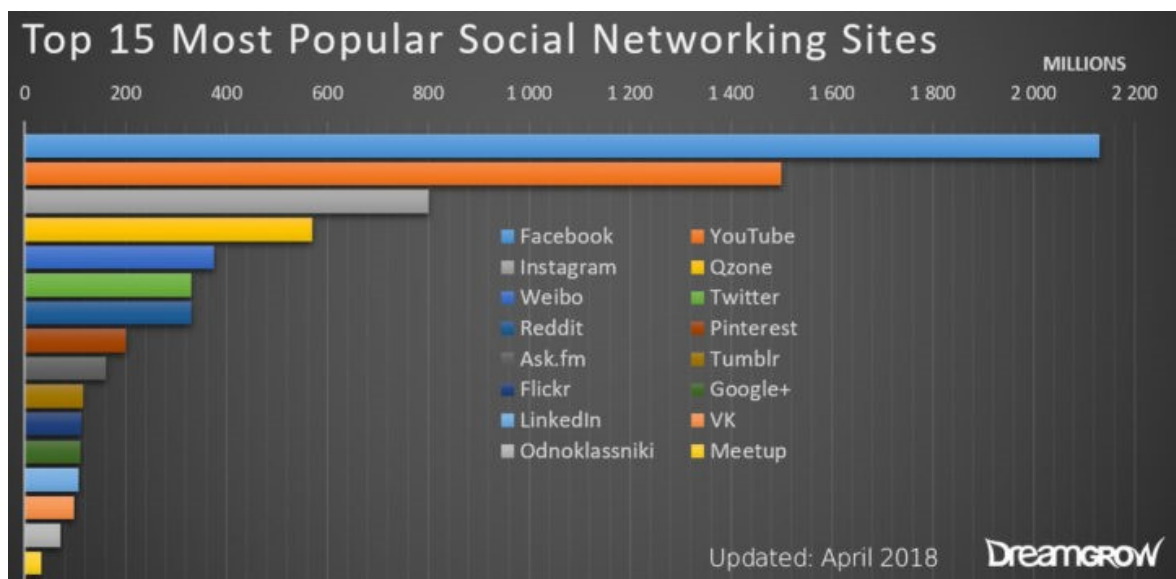 Top 15 Most Popular Social Networking Sites
MILLIONS
0 200 400 600 800 1 000 1 200 1 400 1 600 1 800 2 000 2 200
Facebook YouTube
Instagram Qzone
Weibo Twitter
Reddit Pinterest
Ask.fm Tumblr
Flickr Google+
LinkedIn VK
Odnoklassniki Meetup
Updated: April 2018 DREAMGROW